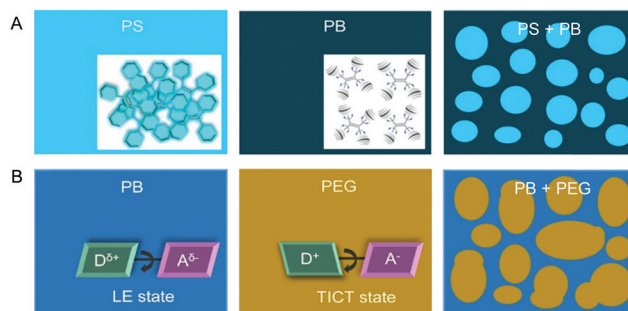 A
PS
PB
PS + PB
B
PB
PEG
PB + PEG
Dδ+
Aδ-
D+
A-
LE state
TICT state